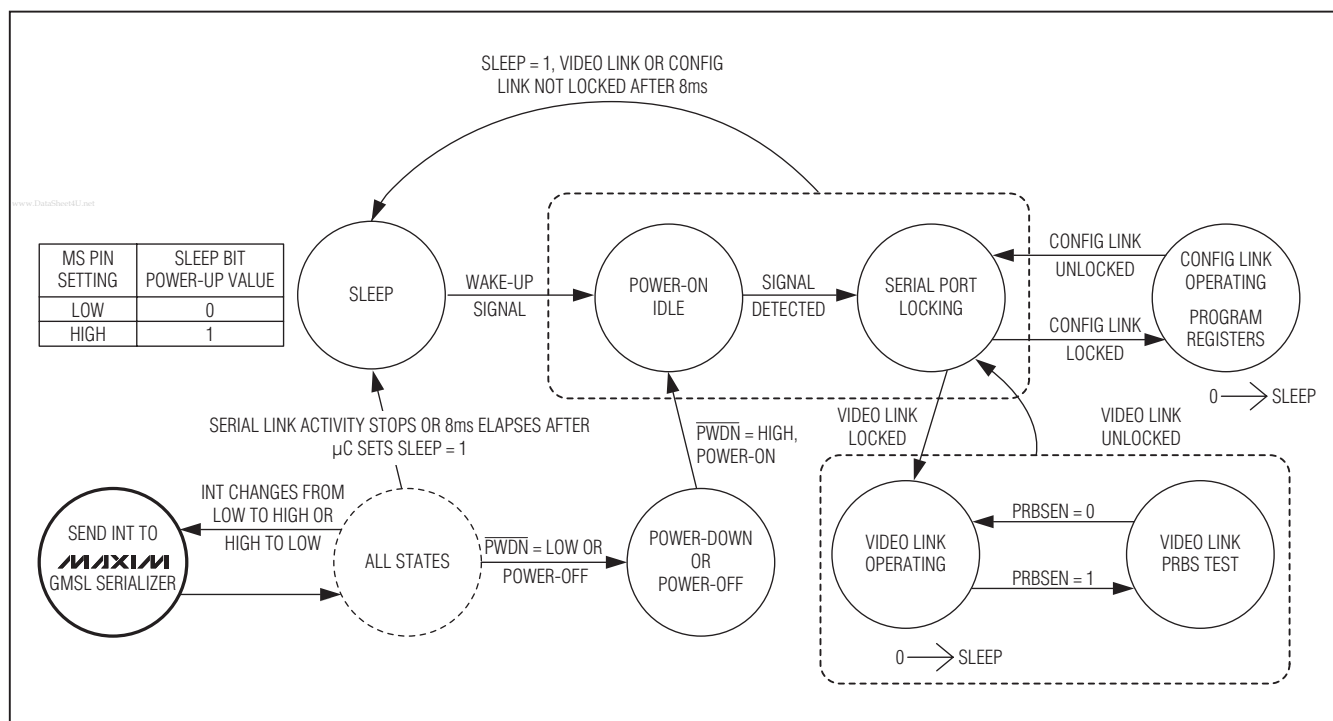 SLEEP = 1, VIDEO LINK OR CONFIG
LINK NOT LOCKED AFTER 8ms
www.DataSheet4U.net
MS PIN SETTING	SLEEP BIT POWER-UP VALUE
LOW	0
HIGH	1
SLEEP
WAKE-UP
SIGNAL
POWER-ON
IDLE
SIGNAL
DETECTED
SERIAL PORT
LOCKING
CONFIG LINK
UNLOCKED
CONFIG LINK
LOCKED
CONFIG LINK
OPERATING
PROGRAM
REGISTERS
0 → SLEEP
SERIAL LINK ACTIVITY STOPS OR 8ms ELAPSES AFTER
µC SETS SLEEP = 1
PWDN = HIGH,
POWER-ON
VIDEO LINK
LOCKED
VIDEO LINK
UNLOCKED
INT CHANGES FROM
LOW TO HIGH OR
HIGH TO LOW
SEND INT TO
MAXIM
GMSL SERIALIZER
ALL STATES
PWDN = LOW OR
POWER-OFF
POWER-DOWN
OR
POWER-OFF
VIDEO LINK
OPERATING
PRBSEN = 0
PRBSEN = 1
VIDEO LINK
PRBS TEST
0 → SLEEP